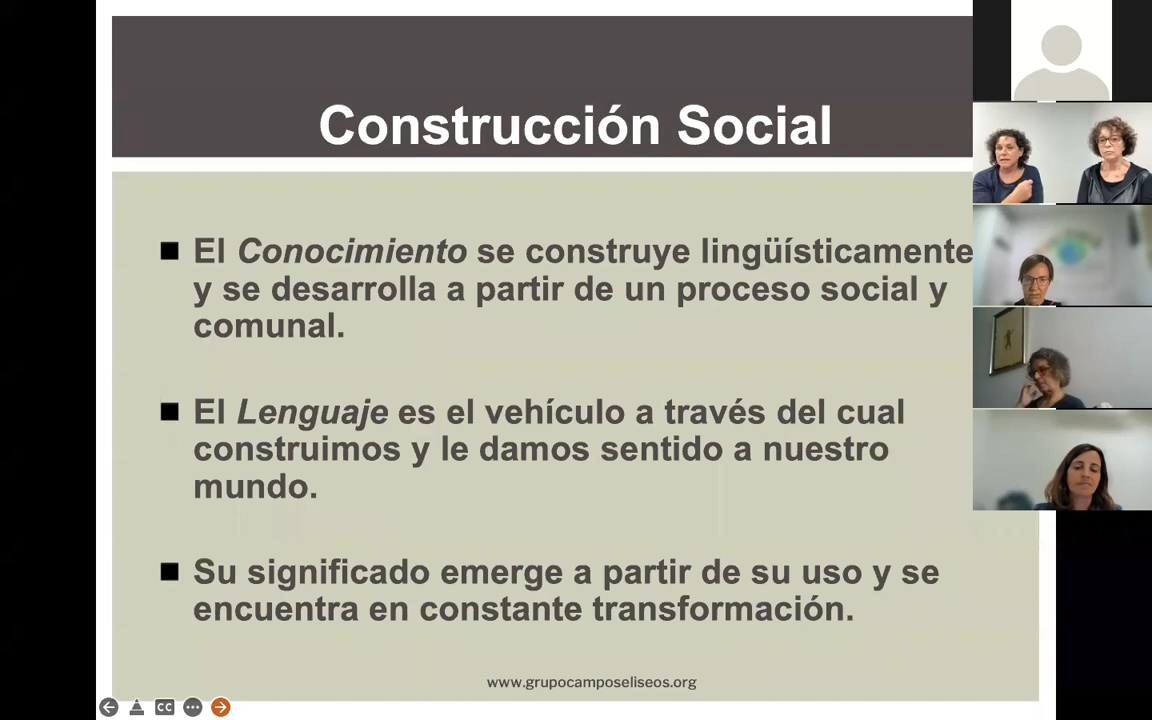 Construcción Social
■ El Conocimiento se construye lingüísticamente
y se desarrolla a partir de un proceso social y
comunal.
■ El Lenguaje es el vehículo a través del cual
construimos y le damos sentido a nuestro
mundo.
■ Su significado emerge a partir de su uso y se
encuentra en constante transformación.
www.grupocamposeliseos.org
CC